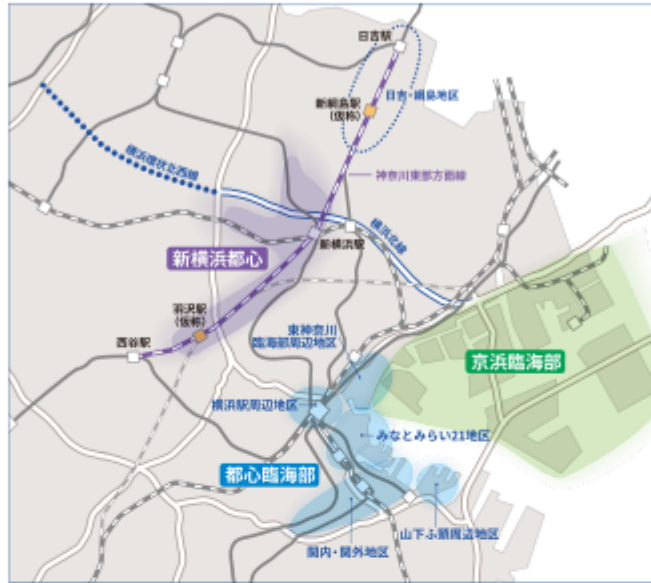 日吉駅
新綱島駅
(仮称)
日吉・綱島地区
横浜環状北西線
神奈川東部方面線
横浜北線
新横浜駅
新横浜都心
羽沢駅
(仮称)
西谷駅
東神奈川
臨海部周辺地区
京浜臨海部
横浜駅周辺地区
みなとみらい21地区
都心臨海部
山下ふ頭周辺地区
関内・関外地区